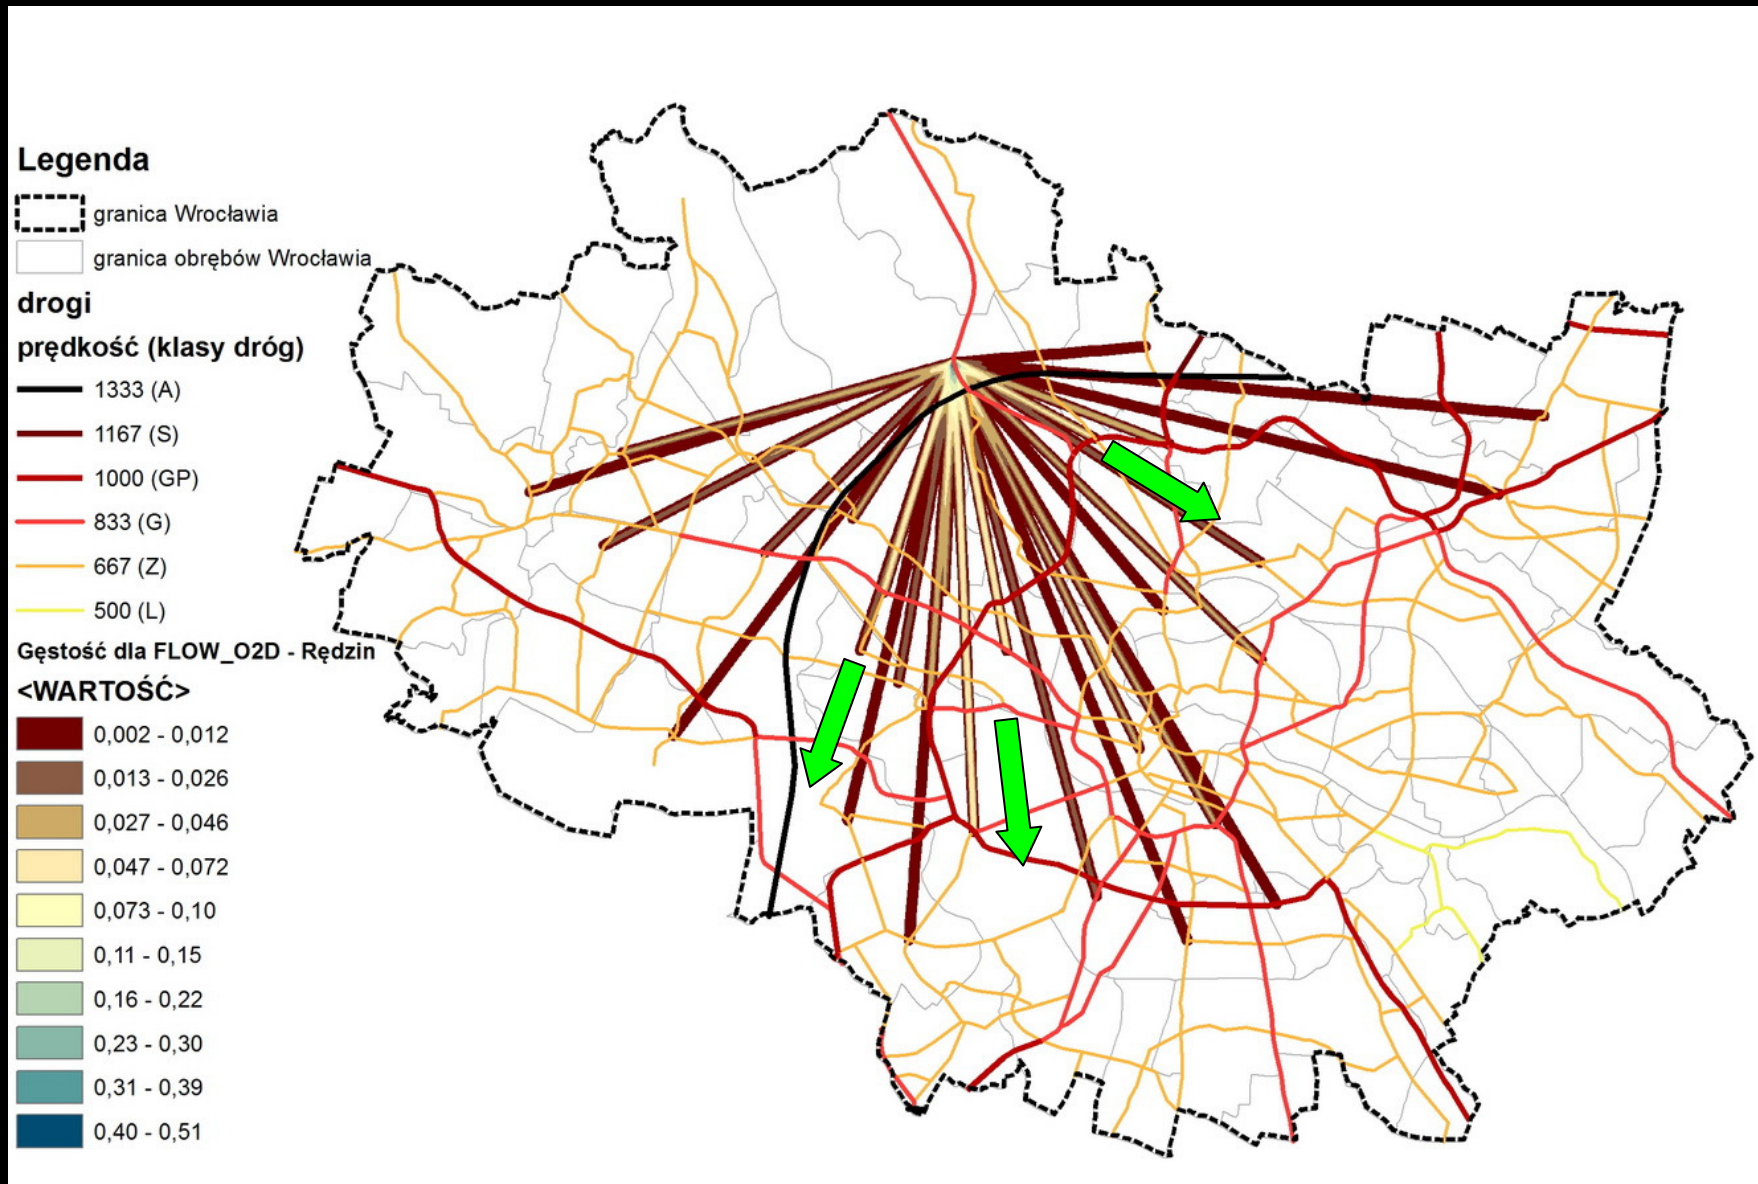 Legenda
granica Wrocławia
granica obrębów Wrocławia
drogi
prędkość (klasy dróg)
1333 (A)
1167 (S)
1000 (GP)
833 (G)
667 (Z)
500 (L)
Gęstość dla FLOW_O2D - Rędzin
<WARTOŚĆ>
0,002 - 0,012
0,013 - 0,026
0,027 - 0,046
0,047 - 0,072
0,073 - 0,10
0,11 - 0,15
0,16 - 0,22
0,23 - 0,30
0,31 - 0,39
0,40 - 0,51